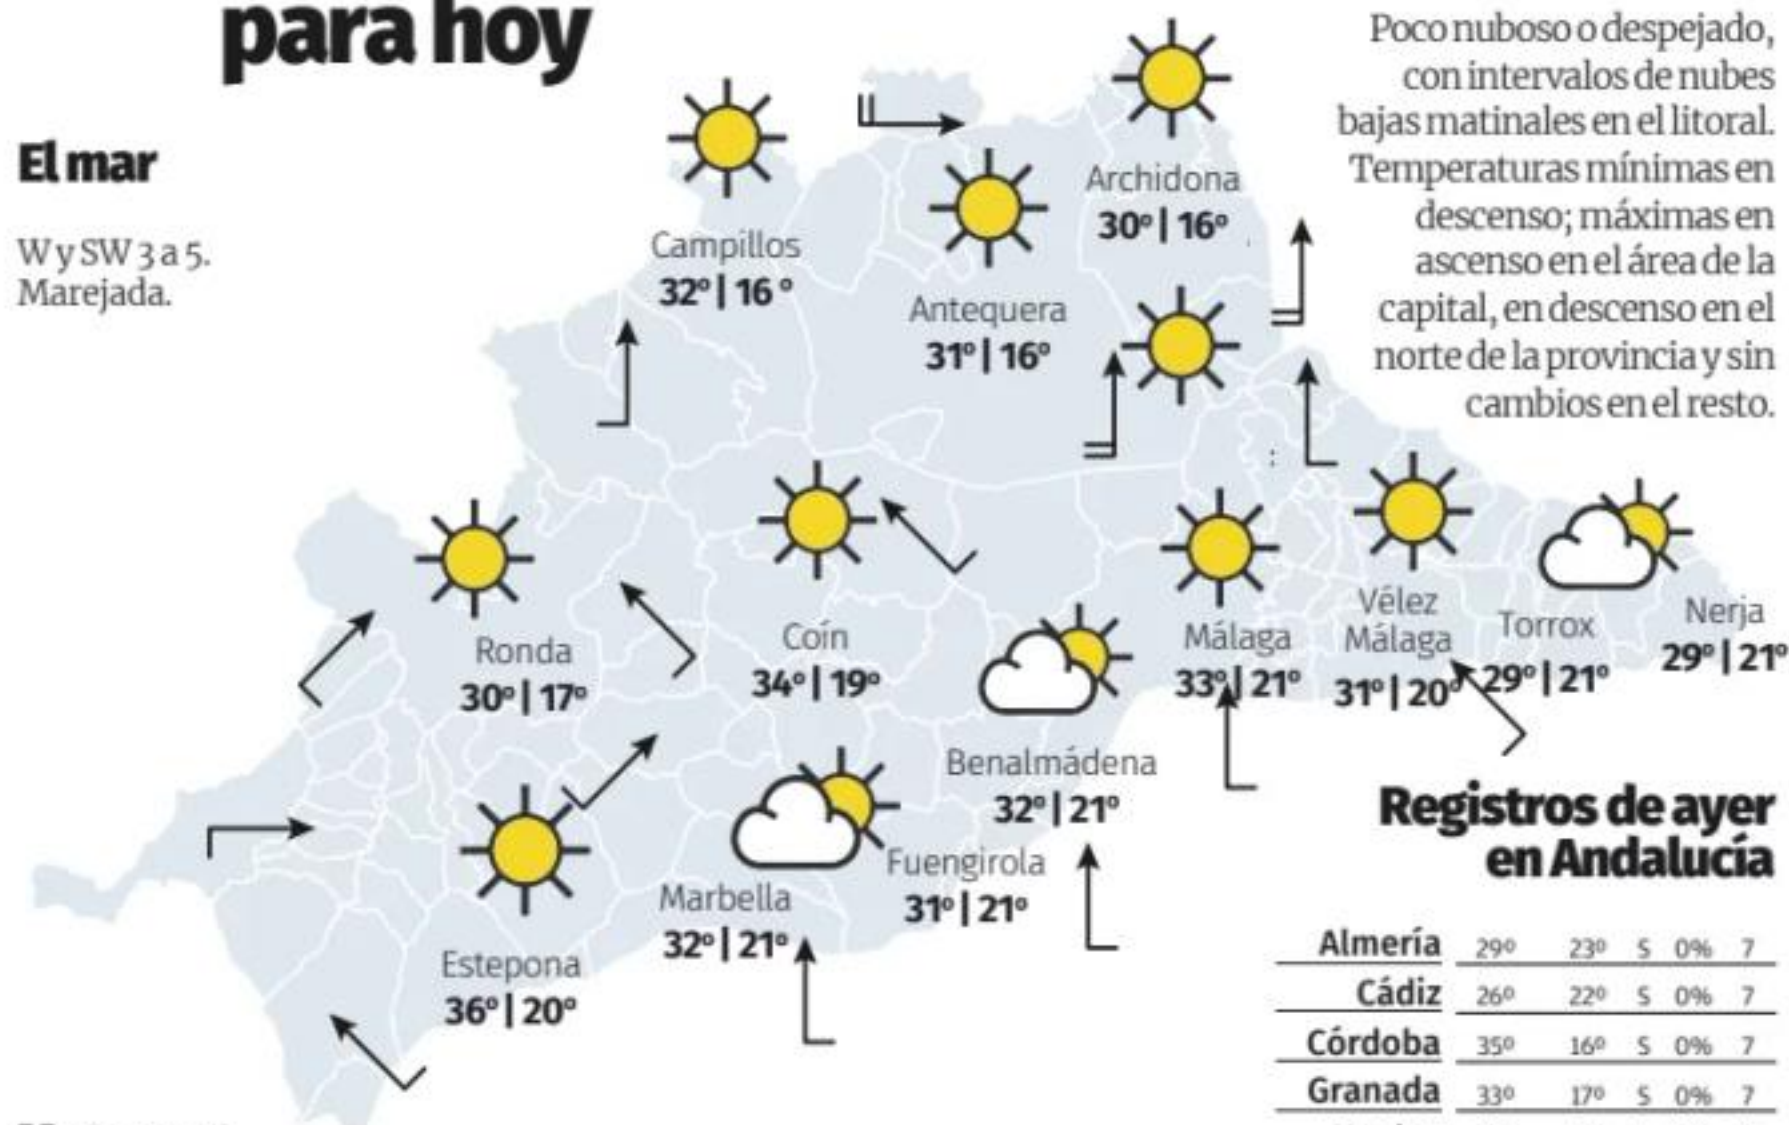 para hoy
El mar
W y SW 3 a 5.
Marejada.
Poco nuboso o despejado,
con intervalos de nubes
bajas matinales en el litoral.
Temperaturas mínimas en
descenso; máximas en
ascenso en el área de la
capital, en descenso en el
norte de la provincia y sin
cambios en el resto.
Campillos
32º | 16º
Archidona
30º | 16º
Antequera
31º | 16º
Ronda
30º | 17º
Coín
34º | 19º
Málaga
33º | 21º
Vélez
Málaga
31º | 20º
Torrox
29º | 21º
Nerja
29º | 21º
Benalmádena
32º | 21º
Fuengirola
31º | 21º
Marbella
32º | 21º
Estepona
36º | 20º
Registros de ayer
en Andalucía
Almería 29º 23º S 0% 7
Cádiz 26º 22º S 0% 7
Córdoba 35º 16º S 0% 7
Granada 33º 17º S 0% 7